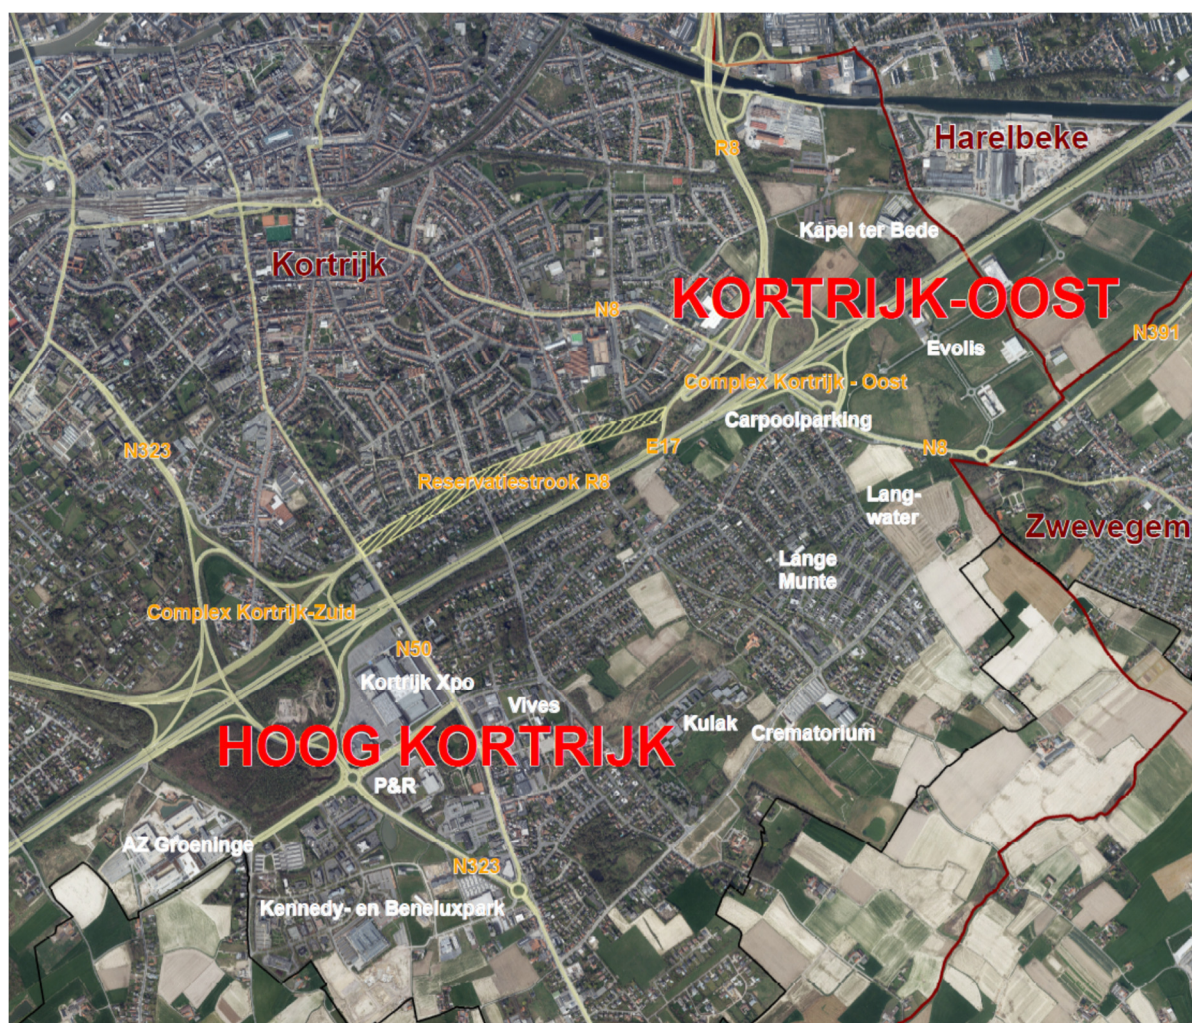 Harelbeke
R8
Kapel ter Bede
Kortrijk
KORTRIJK-OOST
N8
N391
Evolis
Complex Kortrijk - Oost
Carpoolparking
N323
E17
N8
Reservatiestrook R8
Lang-
water
Zwevegem
Lange
Munte
Complex Kortrijk-Zuid
N50
Kortrijk Xpo
Vives
Kulak
Crematorium
HOOG KORTRIJK
P&R
AZ Groeninge
N323
Kennedy- en Beneluxpark